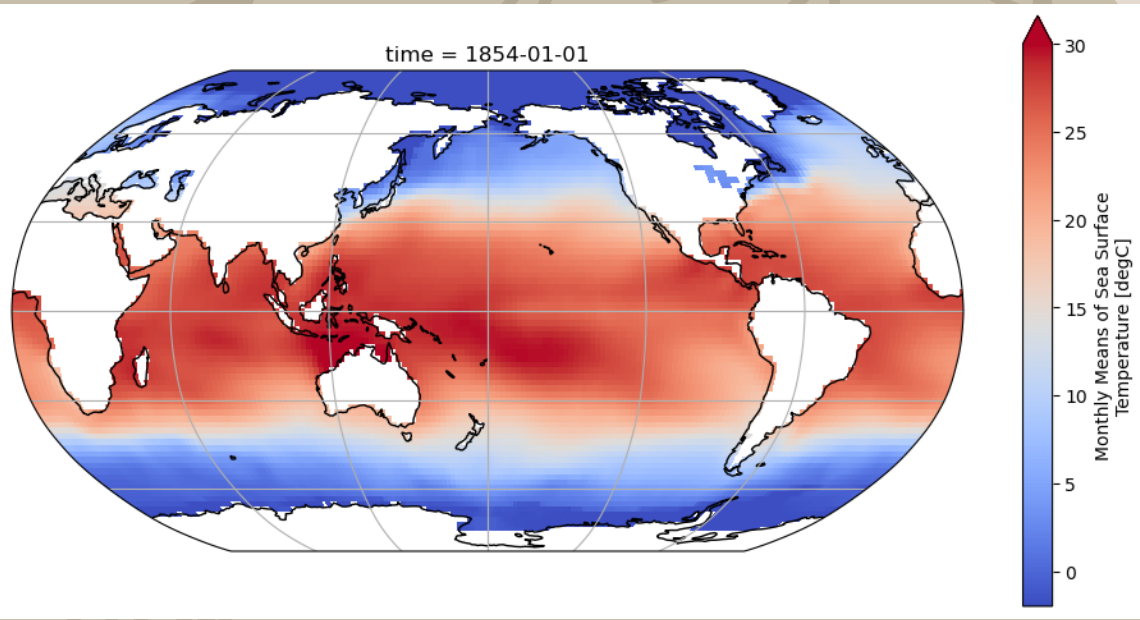 time = 1854-01-01
30
25
20
15
10
5
0
Monthly Means of Sea Surface
Temperature [degC]